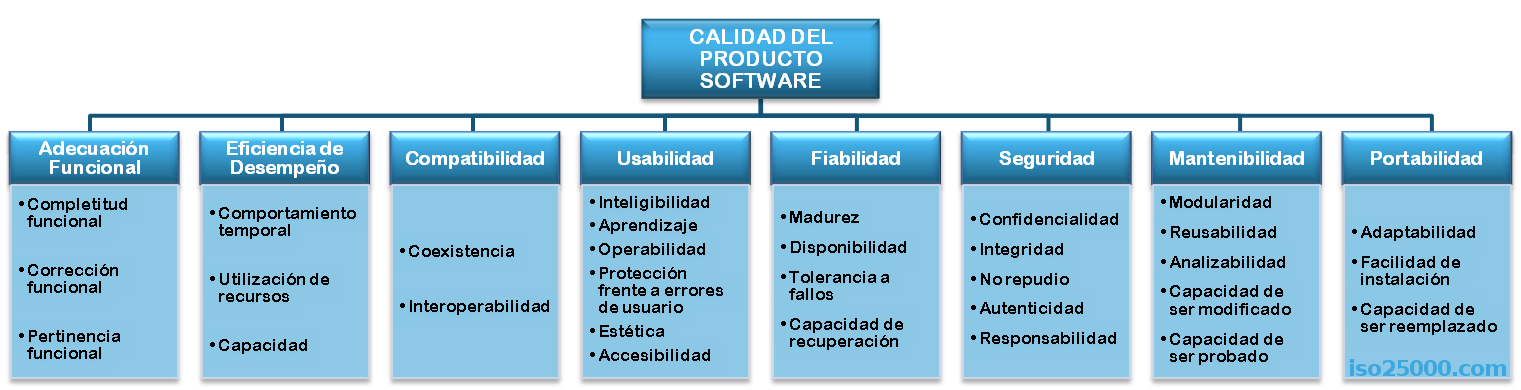 CALIDAD DEL
PRODUCTO
SOFTWARE
Adecuación
Funcional
• Completitud
funcional
• Corrección
funcional
• Pertinencia
funcional
Eficiencia de
Desempeño
• Comportamiento
temporal
• Utilización de
recursos
• Capacidad
Compatibilidad
• Coexistencia
• Interoperabilidad
Usabilidad
• Inteligibilidad
• Aprendizaje
• Operabilidad
• Protección
frente a errores
de usuario
• Estética
• Accesibilidad
Fiabilidad
• Madurez
• Disponibilidad
• Tolerancia a
fallos
• Capacidad de
recuperación
Seguridad
• Confidencialidad
• Integridad
• No repudio
• Autenticidad
• Responsabilidad
Mantenibilidad
• Modularidad
• Reusabilidad
• Analizabilidad
• Capacidad de
ser modificado
• Capacidad de
ser probado
Portabilidad
• Adaptabilidad
• Facilidad de
instalación
• Capacidad de
ser reemplazado
iso25000.com